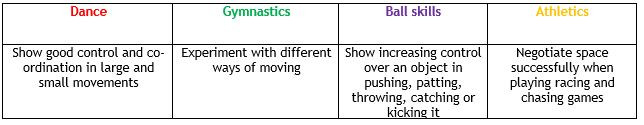 Dance
Gymnastics
Ball skills
Athletics
Show good control and co-
ordination in large and
small movements
Experiment with different
ways of moving
Show increasing control
over an object in
pushing, patting,
throwing, catching or
kicking it
Negotiate space
successfully when
playing racing and
chasing games